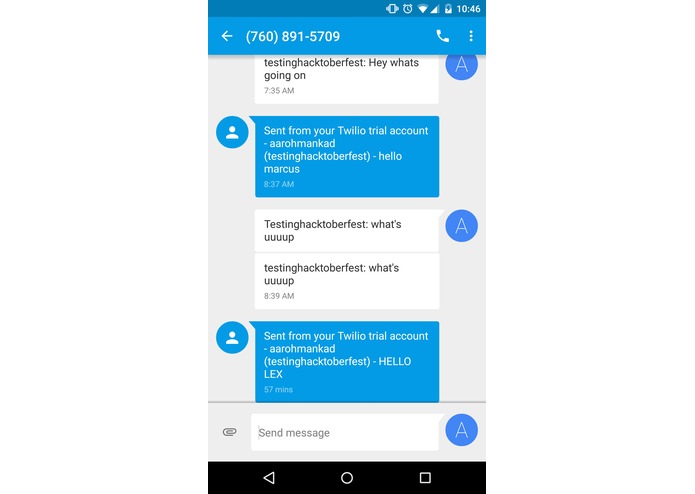 10:46
(760) 891-5709
testinghacktoberfest: Hey whats
going on
7:35 AM
A
Sent from your Twilio trial account
- aarohmankad
(testinghacktoberfest) - hello
marcus
8:37 AM
Testinghacktoberfest: what's
uuuup
A
testinghacktoberfest: what's
uuuup
8:39 AM
Sent from your Twilio trial account
- aarohmankad
(testinghacktoberfest) - HELLO
LEX
57 mins
Send message
A